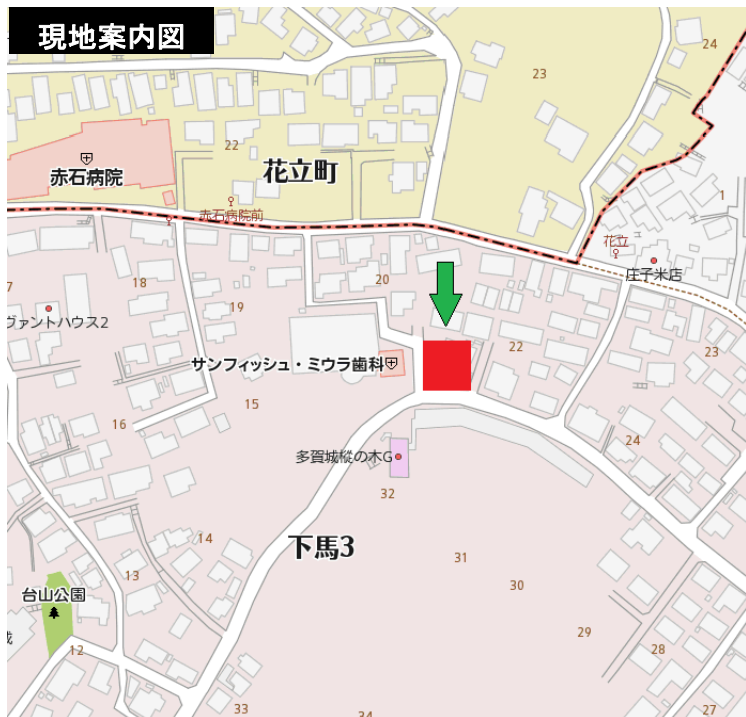 現地案内図
24
23
22
花立町
赤石病院
赤石病院前
1
花立
庄子米店
7
18
20
19
ヴァントハウス2
22
23
サンフィッシュ・ミウラ歯科
15
16
24
多賀城樅の木G
32
14
下馬3
31
13
30
台山公園
29
城
12
28
33
34
27